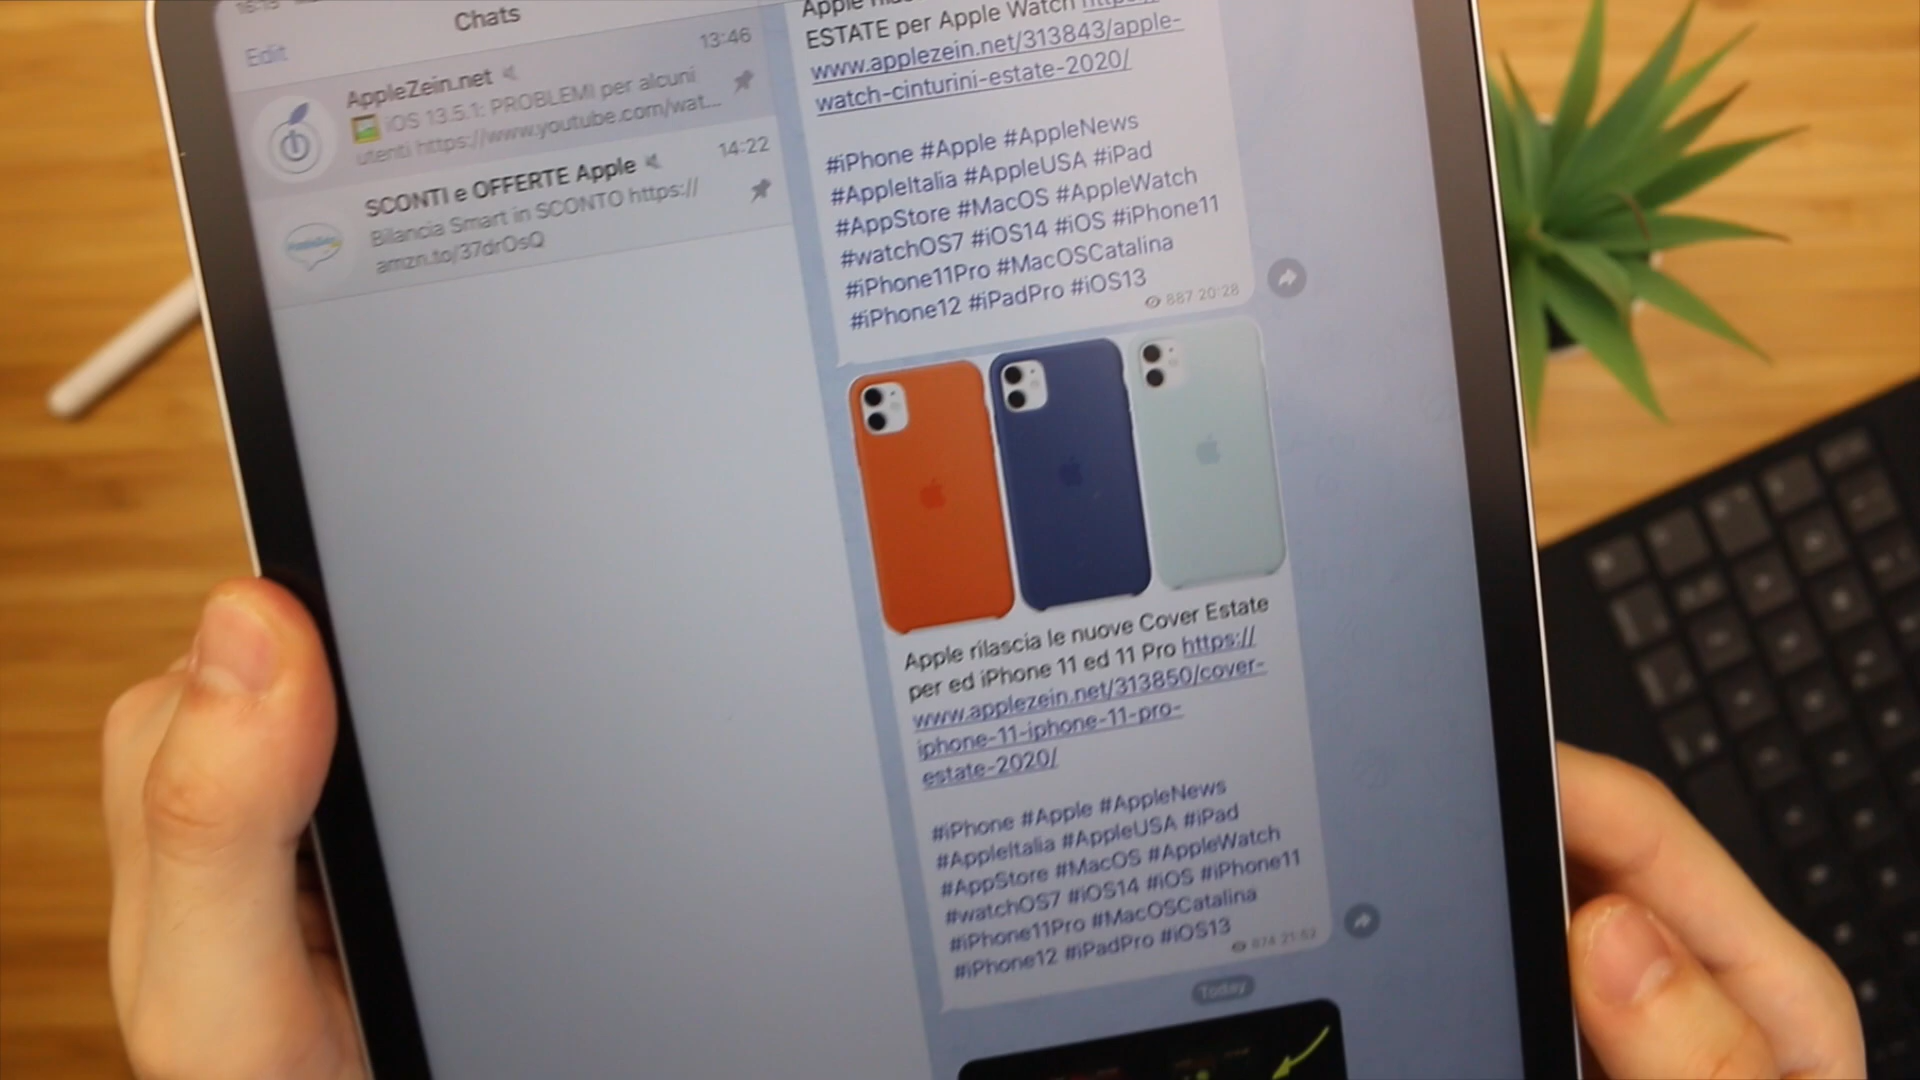 Chats
Edit
13:46
AppleZein.net
iOS 13.5.1: PROBLEMI per alcuni
utenti https://www.youtube.com/wat...
SCONTI e OFFERTE Apple
14:22
Bilancia Smart in SCONTO https://
amzn.to/37drOsQ
Apple
ESTATE per Apple Watch
www.applezein.net/313843/apple-
watch-cinturini-estate-2020/
#iPhone #Apple #AppleNews
#AppleItalia #AppleUSA #iPad
#AppStore #MacOS #AppleWatch
#watchOS7 #iOS14 #iOS #iPhone11
#iPhone11Pro #MacOSCatalina
#iPhone12 #iPadPro #iOS13
887 20:28
Apple rilascia le nuove Cover Estate
per ed iPhone 11 ed 11 Pro https://
www.applezein.net/313850/cover-
iphone-11-iphone-11-pro-
estate-2020/
#iPhone #Apple #AppleNews
#AppleItalia #AppleUSA #iPad
#AppStore #MacOS #AppleWatch
#watchOS7 #iOS14 #iOS #iPhone11
#iPhone11Pro #MacOSCatalina
#iPhone12 #iPadPro #iOS13
874 21:52
Today